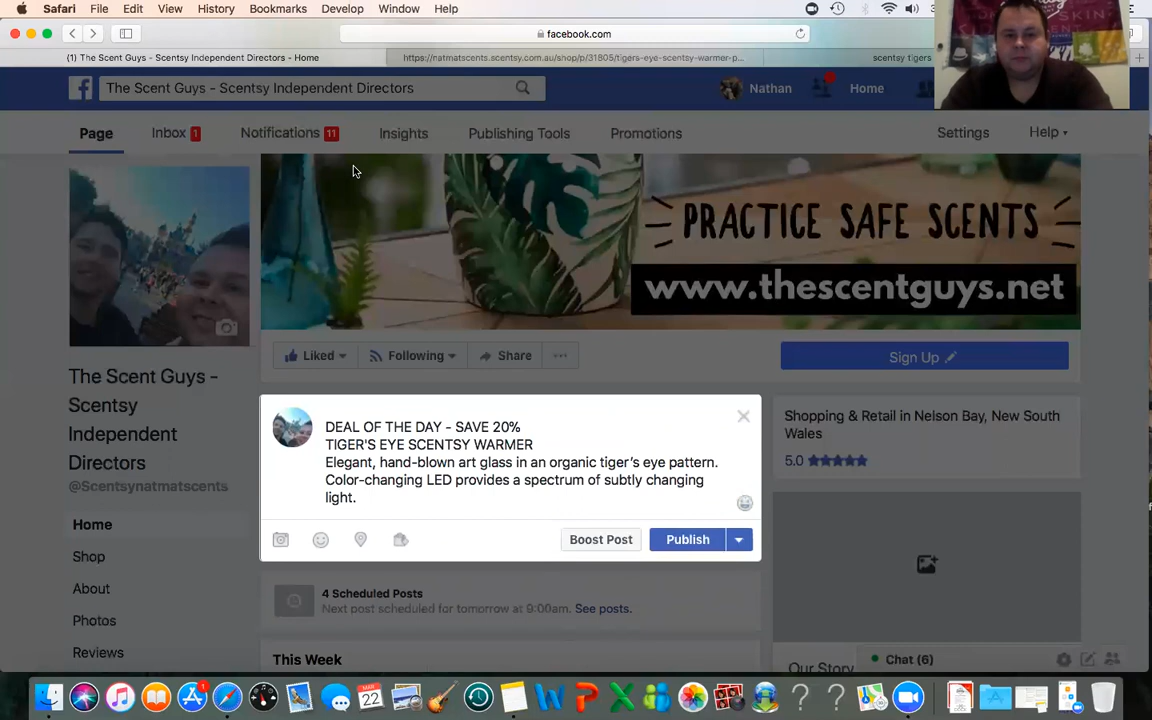 Safari File Edit View History Bookmarks Develop Window Help
facebook.com
(1) The Scent Guys - Scentsy Independent Directors - Home
https://natmatscents.scentsy.com.au/shop/p/31805/tigers-eye-scentsy-warmer-p...
scentsy tigers
The Scent Guys - Scentsy Independent Directors
Nathan
Home
Page
Inbox 1
Notifications 11
Insights
Publishing Tools
Promotions
Settings
Help
PRACTICE SAFE SCENTS
www.thescentguys.net
Liked
Following
Share
Sign Up
The Scent Guys -
Scentsy
Independent
Directors
@Scentsynatmatscents
DEAL OF THE DAY - SAVE 20%
TIGER'S EYE SCENTSY WARMER
Elegant, hand-blown art glass in an organic tiger's eye pattern.
Color-changing LED provides a spectrum of subtly changing
light.
Boost Post
Publish
Shopping & Retail in Nelson Bay, New South
Wales
5.0
Home
Shop
About
Photos
Reviews
4 Scheduled Posts
Next post scheduled for tomorrow at 9:00am. See posts.
This Week
Our Story
Chat (6)
1
MAR
22